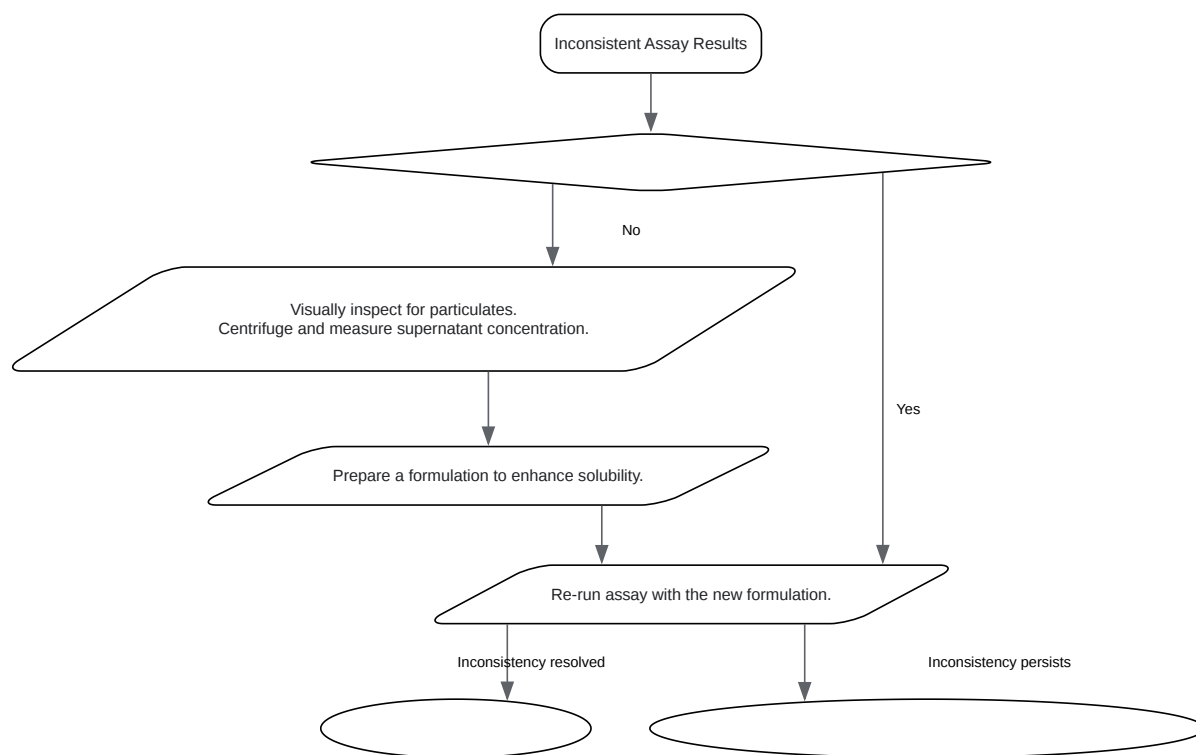 Inconsistent Assay Results
No
Visually inspect for particulates.
Centrifuge and measure supernatant concentration.
Yes
Prepare a formulation to enhance solubility.
Re-run assay with the new formulation.
Inconsistency resolved
Inconsistency persists